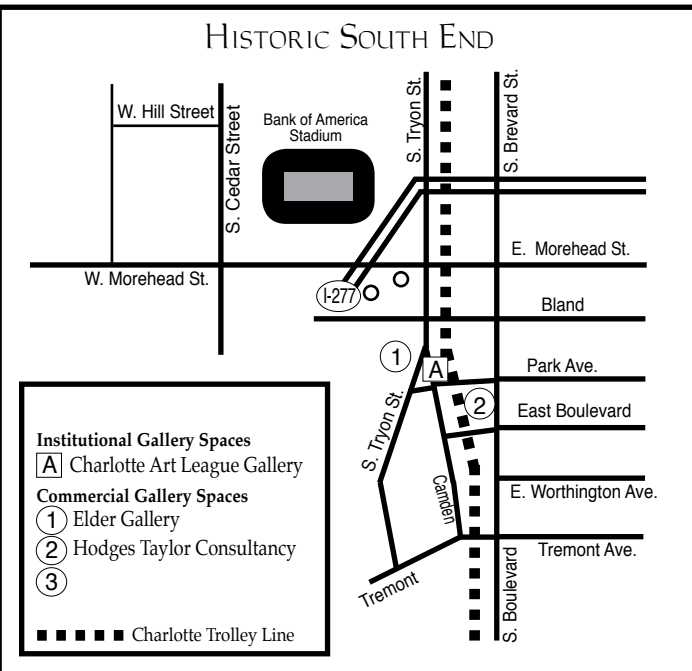 HISTORIC SOUTH END
W. Hill Street
S. Cedar Street
Bank of America
Stadium
S. Tryon St.
S. Brevard St.
E. Morehead St.
W. Morehead St.
I-277
Bland
1
A
Park Ave.
2
East Boulevard
S. Tryon St.
Camden
E. Worthington Ave.
Tremont Ave.
Tremont
S. Boulevard
Institutional Gallery Spaces
A Charlotte Art League Gallery
Commercial Gallery Spaces
1 Elder Gallery
2 Hodges Taylor Consultancy
3
Charlotte Trolley Line